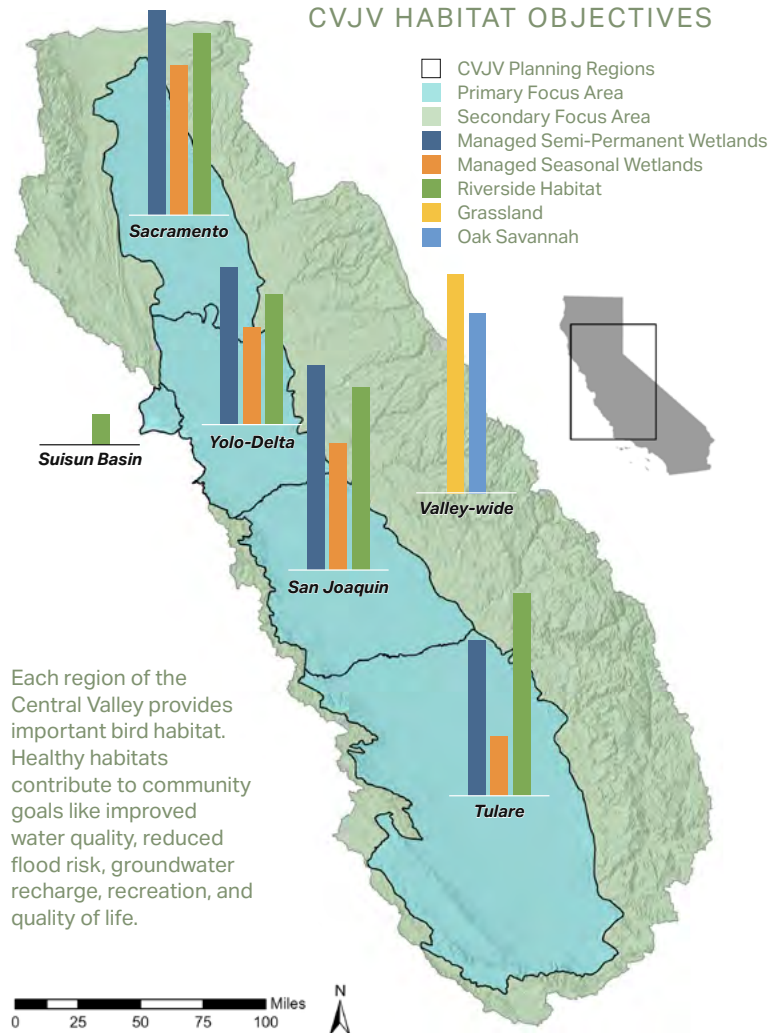 CVJV HABITAT OBJECTIVES
CVJV Planning Regions
Primary Focus Area
Secondary Focus Area
Managed Semi-Permanent Wetlands
Managed Seasonal Wetlands
Riverside Habitat
Grassland
Oak Savannah
Sacramento
Yolo-Delta
Suisun Basin
Valley-wide
San Joaquin
Tulare
Each region of the
Central Valley provides
important bird habitat.
Healthy habitats
contribute to community
goals like improved
water quality, reduced
flood risk, groundwater
recharge, recreation, and
quality of life.
Miles
0 25 50 75 100
N